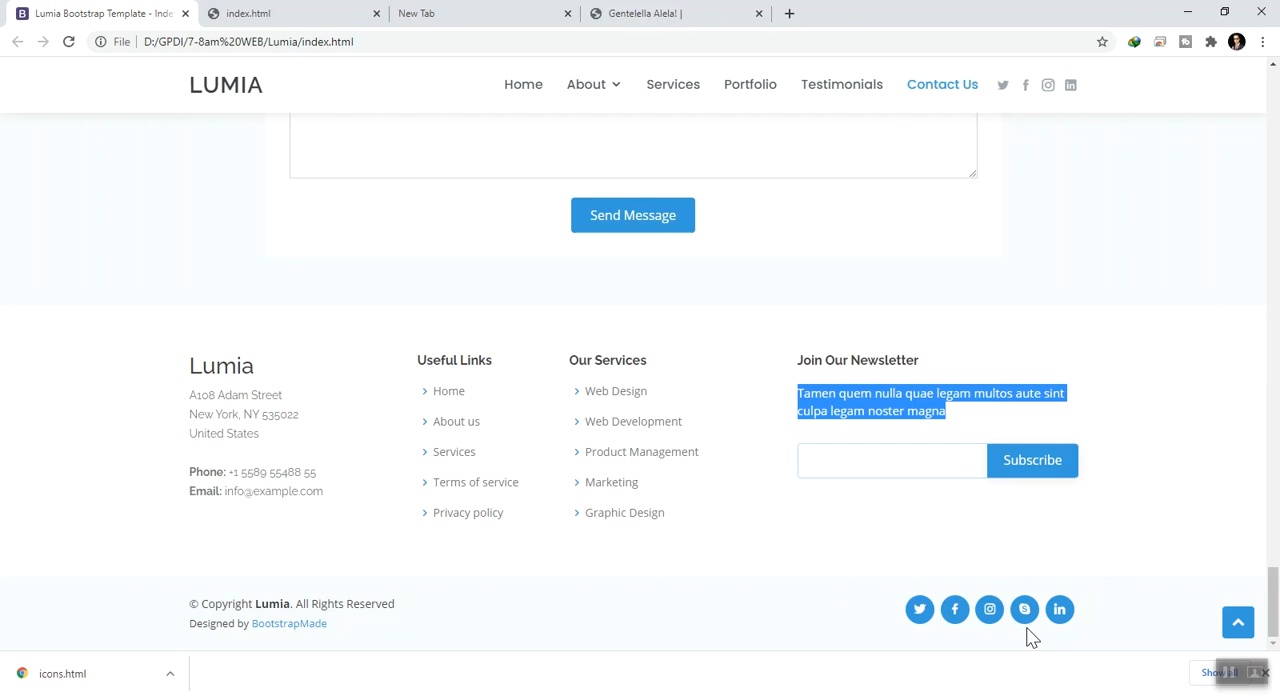 Lumia Bootstrap Template - Inde
index.html
New Tab
Gentelella Alela! |
File
D:/GPDI/7-8am%20WEB/Lumia/index.html
LUMIA
Home
About
Services
Portfolio
Testimonials
Contact Us
Send Message
Lumia
A108 Adam Street
New York, NY 535022
United States
Phone: +1 5589 55488 55
Email: info@example.com
Useful Links
Home
About us
Services
Terms of service
Privacy policy
Our Services
Web Design
Web Development
Product Management
Marketing
Graphic Design
Join Our Newsletter
Tamen quem nulla quae legam multos aute sint
culpa legam noster magna
Subscribe
© Copyright Lumia. All Rights Reserved
Designed by BootstrapMade
icons.html
Show all